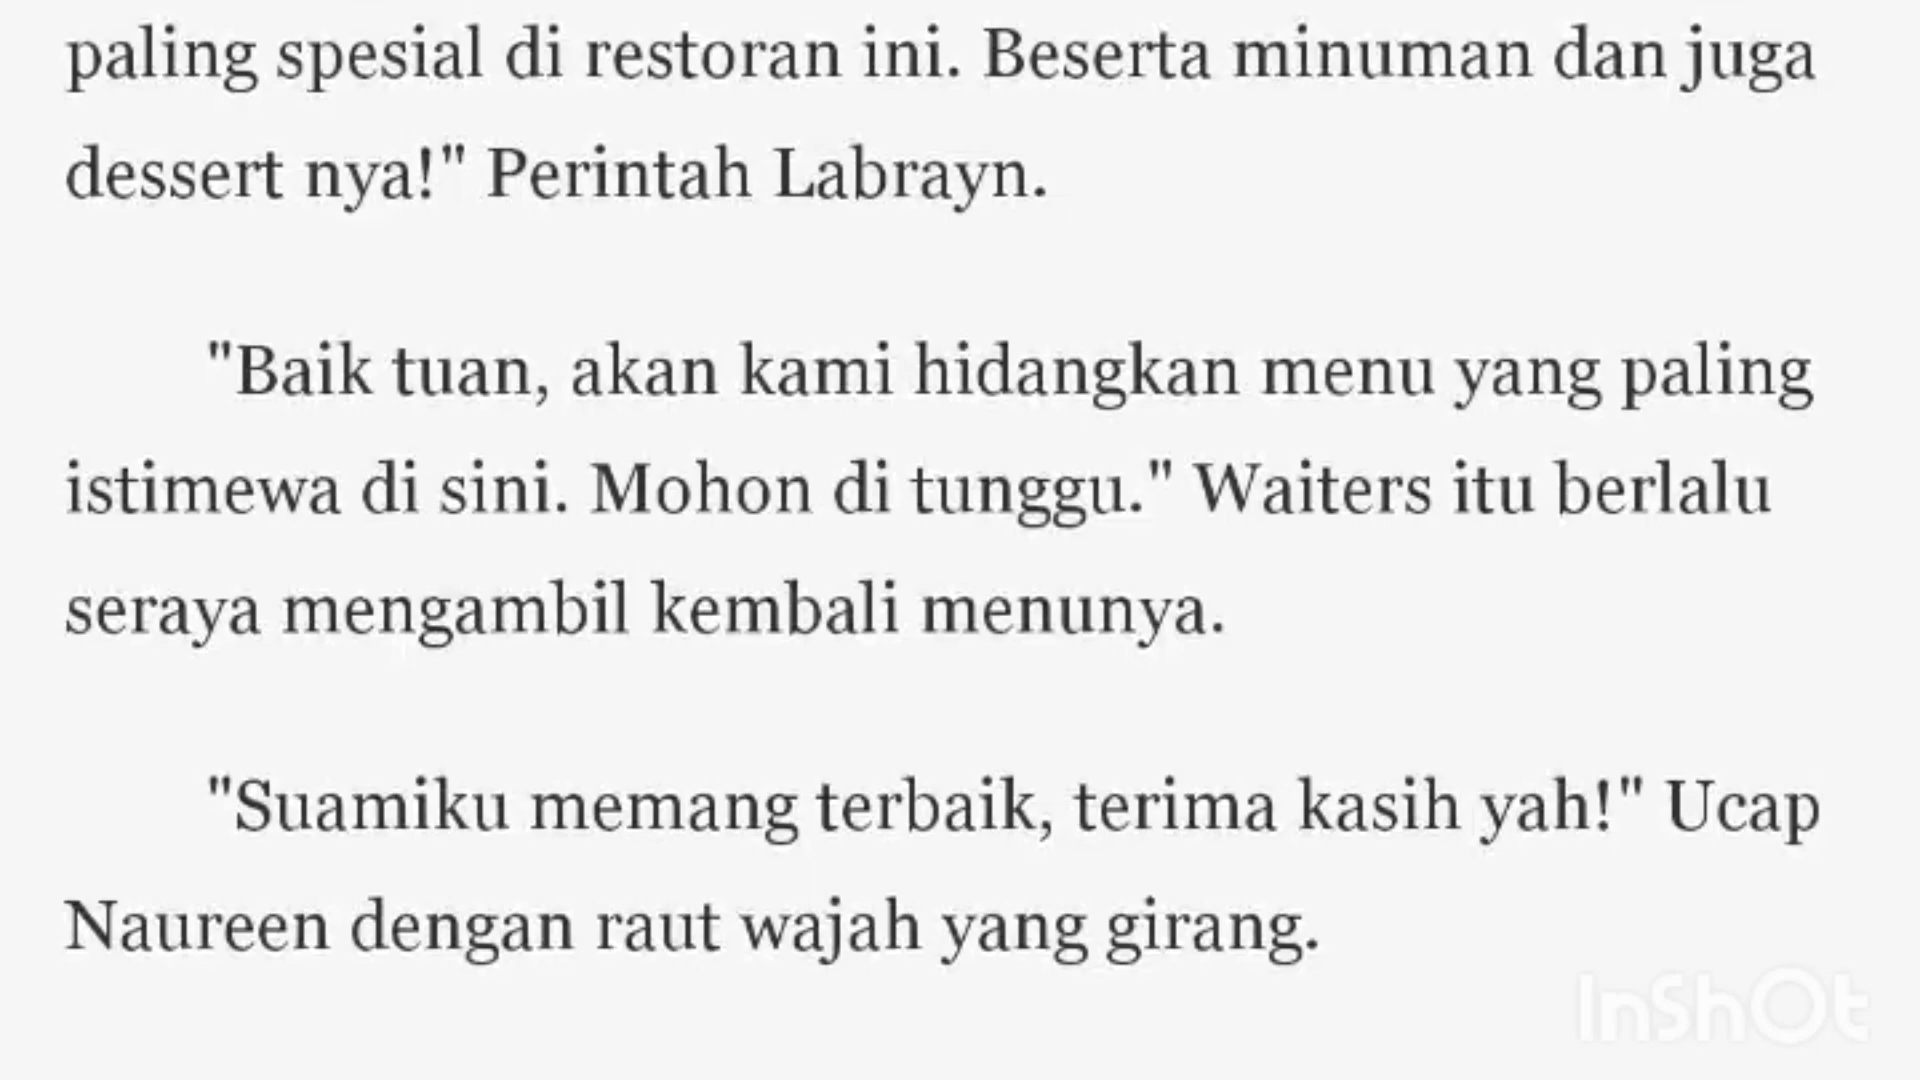 paling spesial di restoran ini. Beserta minuman dan juga
dessert nya!" Perintah Labrayn.
"Baik tuan, akan kami hidangkan menu yang paling
istimewa di sini. Mohon di tunggu." Waiters itu berlalu
seraya mengambil kembali menunya.
"Suamiku memang terbaik, terima kasih yah!" Ucap
Naureen dengan raut wajah yang girang.
InShOt